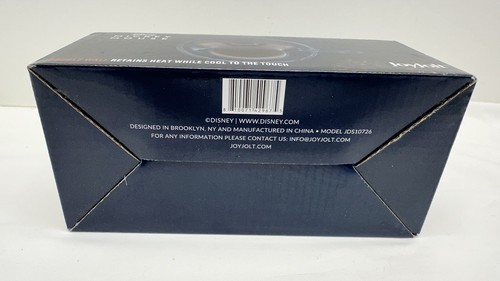 RETAINS HEAT WHILE COOL TO THE TOUCH
JoyJolt
©DISNEY | WWW.DISNEY.COM
DESIGNED IN BROOKLYN, NY AND MANUFACTURED IN CHINA • MODEL JDS10726
FOR ANY INFORMATION PLEASE CONTACT US: INFO@JOYJOLT.COM
JOYJOLT.COM